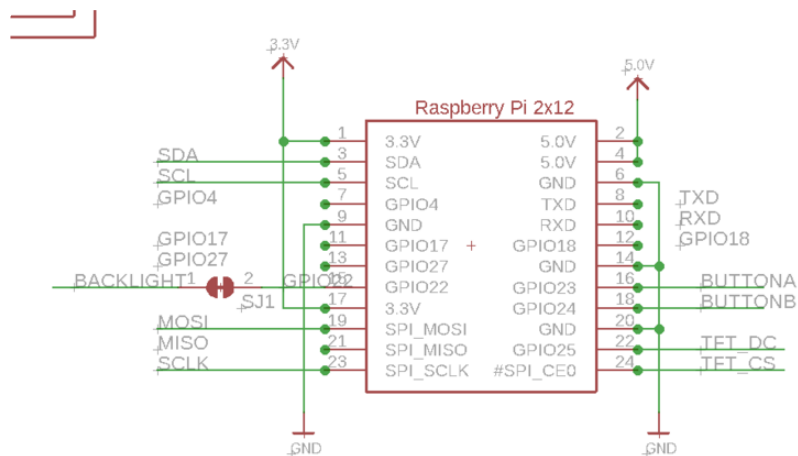 3.3V
5.0V
Raspberry Pi 2x12
1 3.3V 5.0V 2
SDA 3 SDA 5.0V 4
SCL 5 SCL GND 6
GPIO4 7 GPIO4 TXD 8 TXD
9 GND RXD 10 RXD
GPIO17 11 GPIO17 GPIO18 12 GPIO18
GPIO27 13 GPIO27 GND 14
BACKLIGHT 1 2 GPIO22 15 GPIO22 GPIO23 16 BUTTONA
SJ1 17 3.3V GPIO24 18 BUTTONB
MOSI 19 SPI_MOSI GND 20
MISO 21 SPI_MISO GPIO25 22 TFT_DC
SCLK 23 SPI_SCLK #SPI_CE0 24 TFT_CS
GND GND